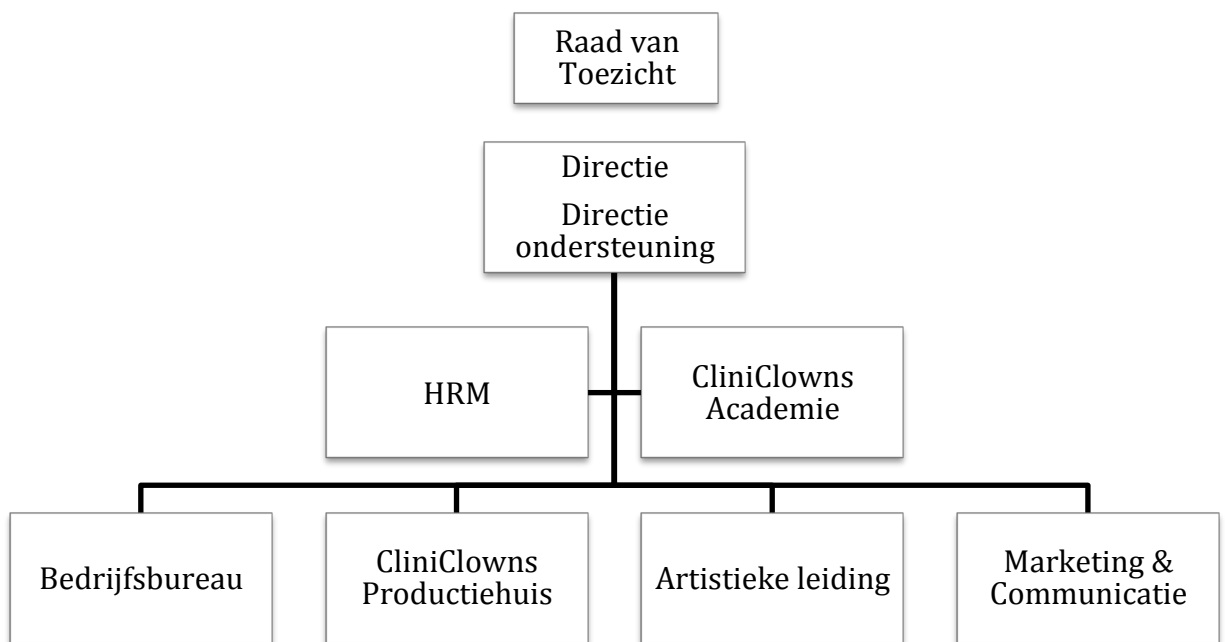 Raad van
Toezicht
Directie
Directie
ondersteuning
HRM
CliniClowns
Academie
Bedrijfsbureau
CliniClowns
Productiehuis
Artistieke leiding
Marketing &
Communicatie